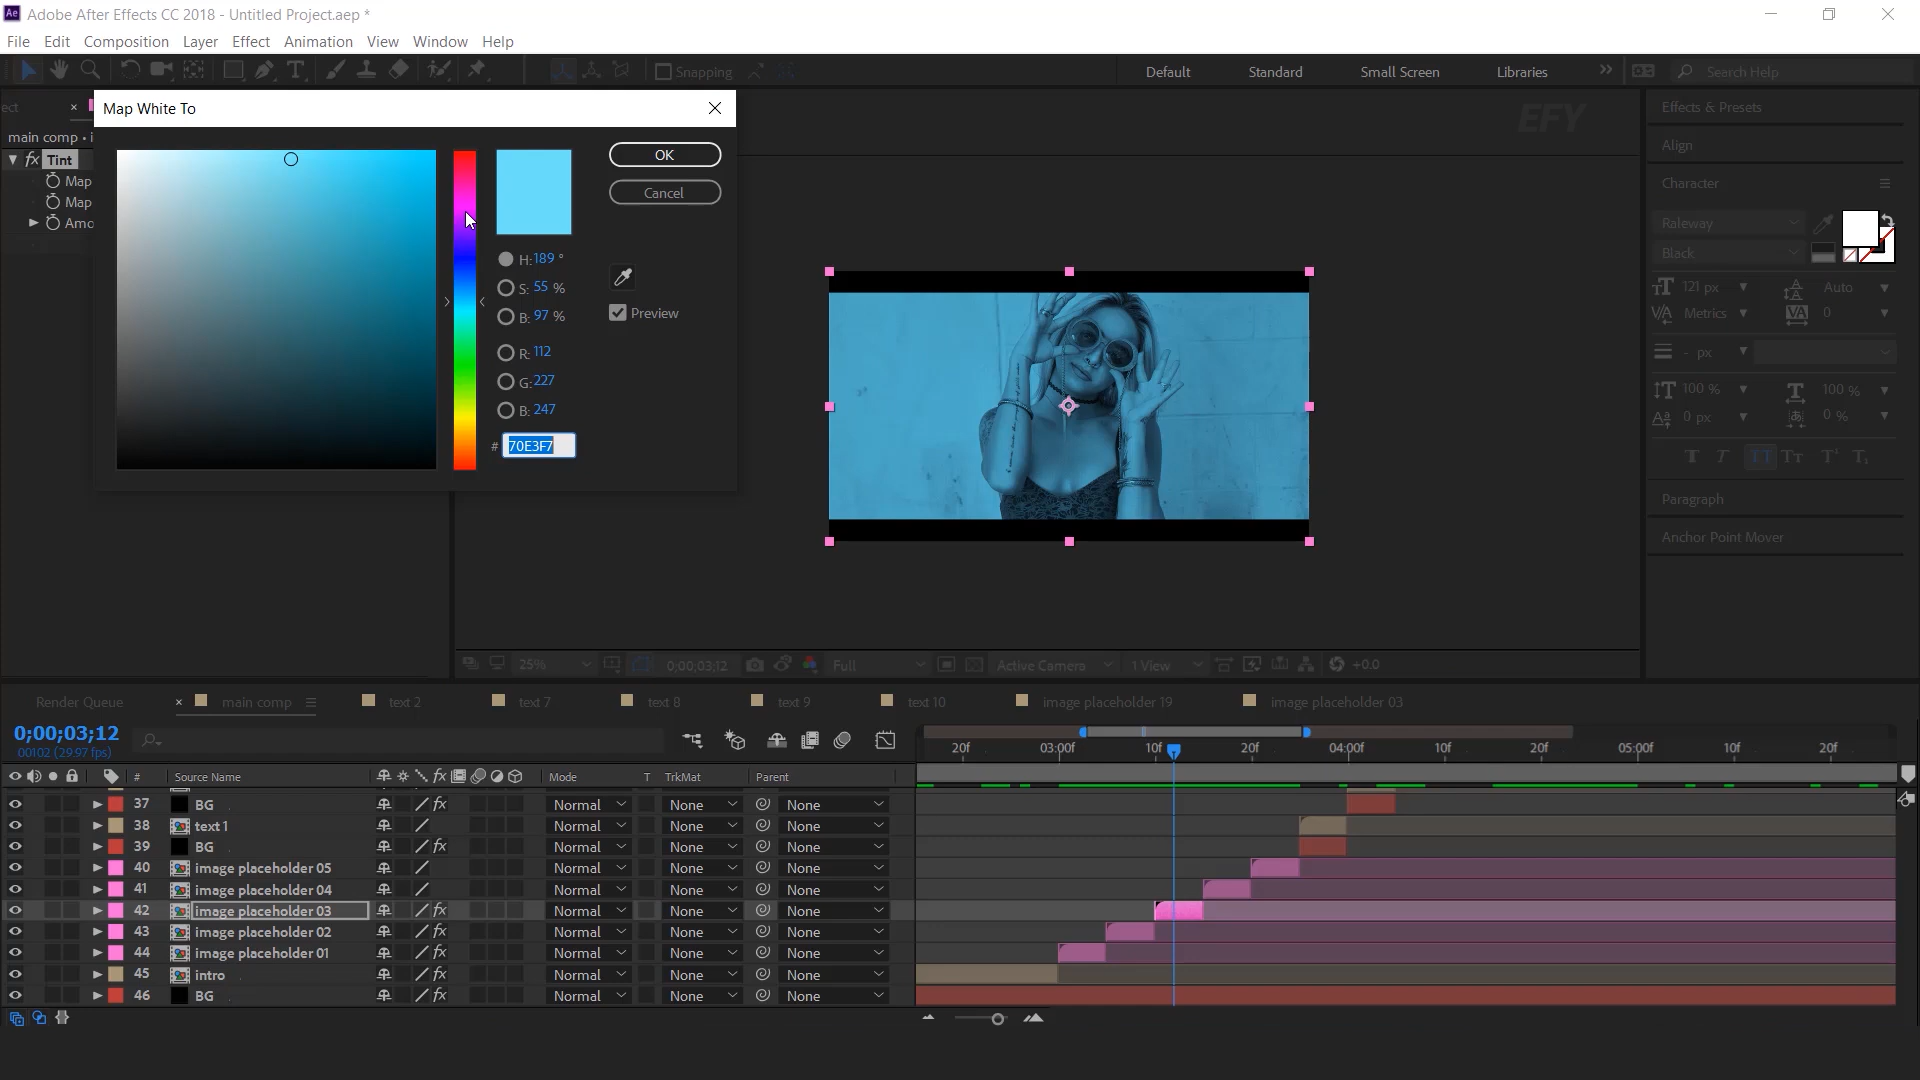 Ae Adobe After Effects CC 2018 - Untitled Project.aep *
File Edit Composition Layer Effect Animation View Window Help
Snapping Default Standard Small Screen Libraries Search Help
ect
Map White To
EFY
Effects & Presets
main comp • i
fx Tint
Map
Map
Amo
OK
Cancel
H: 189 °
S: 55 %
B: 97 %
R: 112
G: 227
B: 247
# 70E3F7
Preview
Align
Character
Raleway
Black
121 px Auto
Metrics 0
- px
100 % 100 %
0 px 0 %
Paragraph
Anchor Point Mover
25% 0;00;03;12 Full Active Camera 1 View +0.0
Render Queue main comp text 2 text 7 text 8 text 9 text 10 image placeholder 19 image placeholder 03
0;00;03;12
00102 (29.97 fps)
20f 03:00f 10f 20f 04:00f 10f 20f 05:00f 10f 20f
# Source Name Mode T TrkMat Parent
37 BG Normal None None
38 text 1 Normal None None
39 BG Normal None None
40 image placeholder 05 Normal None None
41 image placeholder 04 Normal None None
42 image placeholder 03 Normal None None
43 image placeholder 02 Normal None None
44 image placeholder 01 Normal None None
45 intro Normal None None
46 BG Normal None None